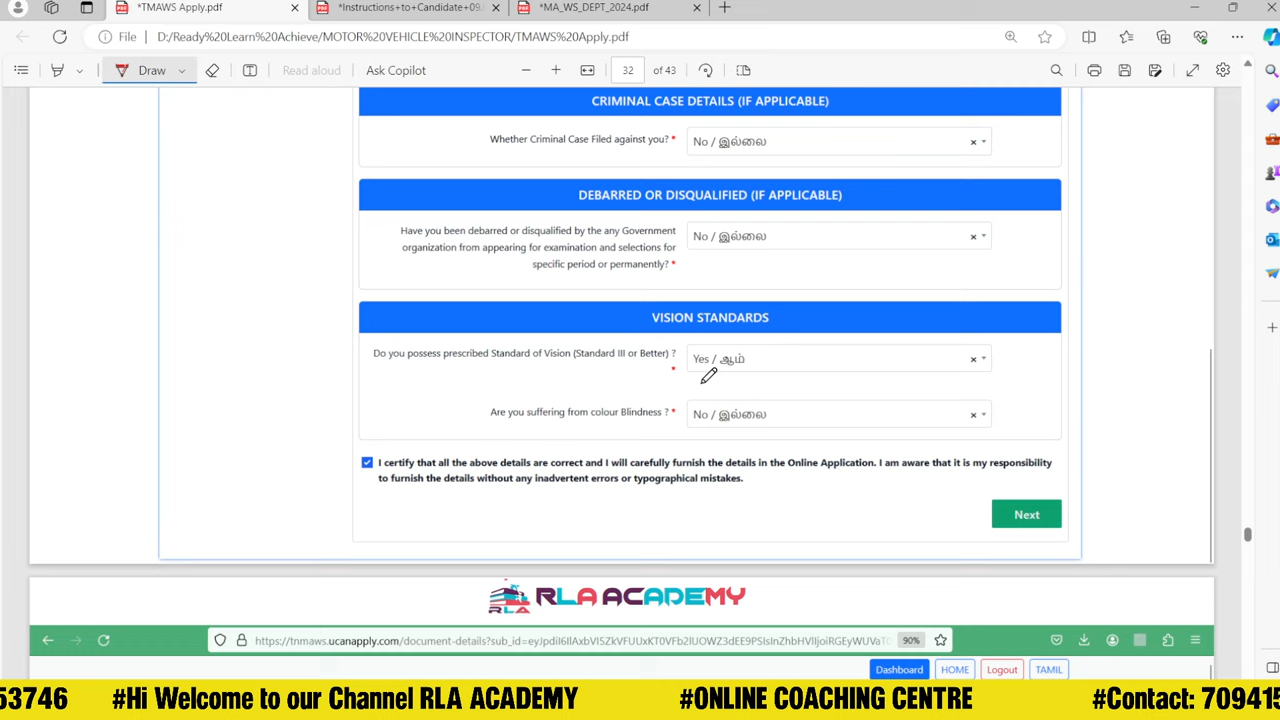 *TMAWS Apply.pdf
*Instructions+to+Candidate+09.
*MA_WS_DEPT_2024.pdf
File
D:/Ready%20Learn%20Achieve/MOTOR%20VEHICLE%20INSPECTOR/TMAWS%20Apply.pdf
Draw
Read aloud
Ask Copilot
32 of 43
CRIMINAL CASE DETAILS (IF APPLICABLE)
Whether Criminal Case Filed against you? *
No / இல்லை
DEBARRED OR DISQUALIFIED (IF APPLICABLE)
Have you been debarred or disqualified by the any Government
organization from appearing for examination and selections for
specific period or permanently? *
No / இல்லை
VISION STANDARDS
Do you possess prescribed Standard of Vision (Standard III or Better) ?
*
Yes / ஆம்
Are you suffering from colour Blindness ? *
No / இல்லை
I certify that all the above details are correct and I will carefully furnish the details in the Online Application. I am aware that it is my responsibility
to furnish the details without any inadvertent errors or typographical mistakes.
Next
RLA
RLA ACADEMY
90%
Dashboard
HOME
Logout
TAMIL
53746 #Hi Welcome to our Channel RLA ACADEMY #ONLINE COACHING CENTRE #Contact: 709415